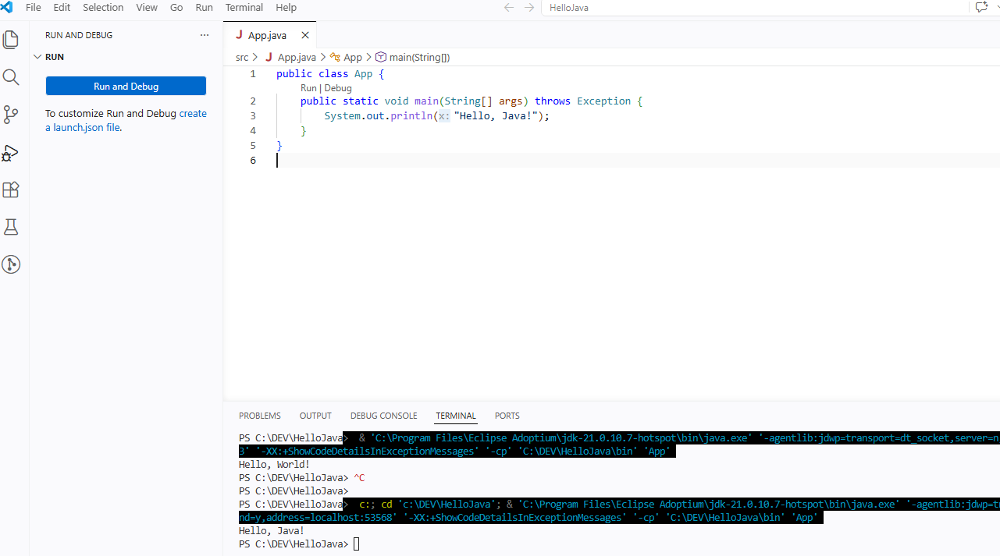 File Edit Selection View Go Run Terminal Help
HelloJava
RUN AND DEBUG
RUN
Run and Debug
To customize Run and Debug create
a launch.json file.
App.java
src > App.java > App > main(String[])
1 public class App {
Run | Debug
2 public static void main(String[] args) throws Exception {
3 System.out.println(x: "Hello, Java!");
4 }
5 }
6
PROBLEMS OUTPUT DEBUG CONSOLE TERMINAL PORTS
PS C:\DEV\HelloJava> & 'C:\Program Files\Eclipse Adoptium\jdk-21.0.10.7-hotspot\bin\java.exe' '-agentlib:jdwp=transport=dt_socket,server=n
3' '-XX:+ShowCodeDetailsInExceptionMessages' '-cp' 'C:\DEV\HelloJava\bin' 'App'
Hello, World!
PS C:\DEV\HelloJava> ^C
PS C:\DEV\HelloJava>
PS C:\DEV\HelloJava> c:; cd 'c:\DEV\HelloJava'; & 'C:\Program Files\Eclipse Adoptium\jdk-21.0.10.7-hotspot\bin\java.exe' '-agentlib:jdwp=tr
nd=y,address=localhost:53568' '-XX:+ShowCodeDetailsInExceptionMessages' '-cp' 'C:\DEV\HelloJava\bin' 'App'
Hello, Java!
PS C:\DEV\HelloJava>